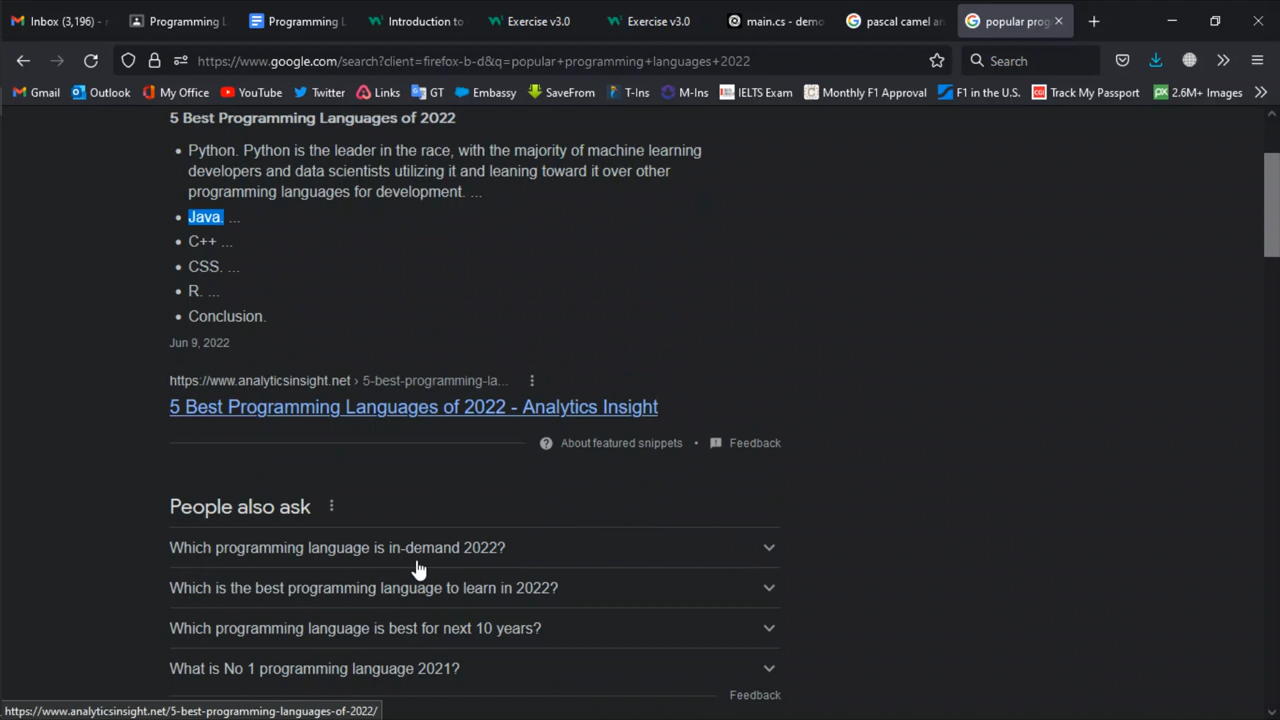 Inbox (3,196) - r
Programming L
Programming L
Introduction to
Exercise v3.0
Exercise v3.0
main.cs - demo
pascal camel an
popular prog
https://www.google.com/search?client=firefox-b-d&q=popular+programming+languages+2022
Search
Gmail
Outlook
My Office
YouTube
Twitter
Links
GT
Embassy
SaveFrom
T-Ins
M-Ins
IELTS Exam
Monthly F1 Approval
F1 in the U.S.
Track My Passport
2.6M+ Images
5 Best Programming Languages of 2022
Python. Python is the leader in the race, with the majority of machine learning
developers and data scientists utilizing it and leaning toward it over other
programming languages for development. ...
Java. ...
C++ ...
CSS. ...
R. ...
Conclusion.
Jun 9, 2022
https://www.analyticsinsight.net › 5-best-programming-la...
5 Best Programming Languages of 2022 - Analytics Insight
About featured snippets • Feedback
People also ask
Which programming language is in-demand 2022?
Which is the best programming language to learn in 2022?
Which programming language is best for next 10 years?
What is No 1 programming language 2021?
Feedback
https://www.analyticsinsight.net/5-best-programming-languages-of-2022/